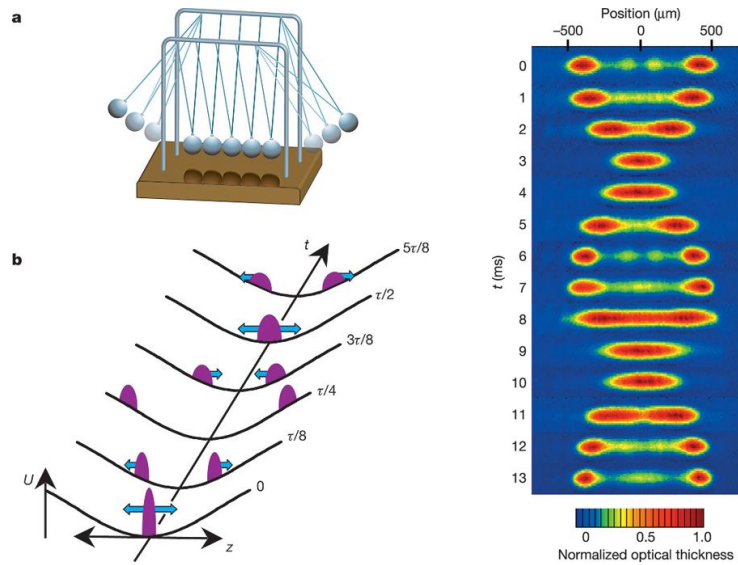 a
b
t
5τ/8
τ/2
3τ/8
τ/4
τ/8
0
U
z
Position (μm)
−500 0 500
t (ms)
0
1
2
3
4
5
6
7
8
9
10
11
12
13
0 0.5 1.0
Normalized optical thickness